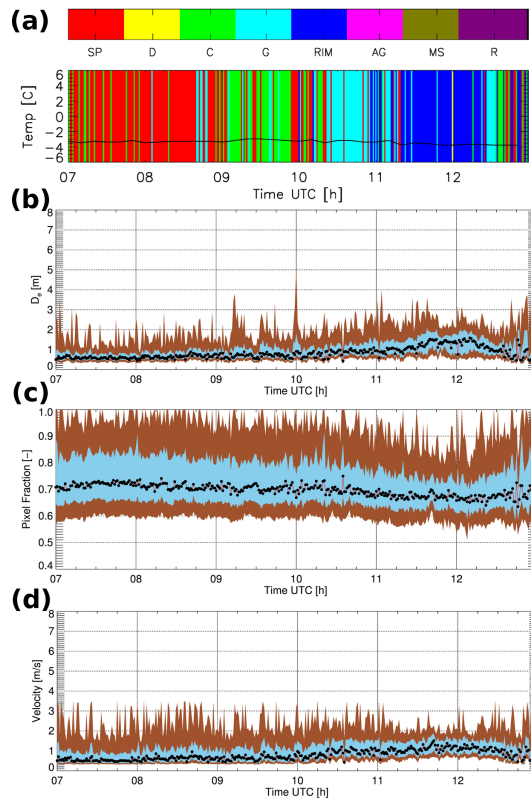 (a)
SP D C G RIM AG MS R
Temp [C]
6
4
2
0
−2
−4
−6
07 08 09 10 11 12
Time UTC [h]
(b)
De [m]
8
7
6
5
4
3
2
1
0
07 08 09 10 11 12
Time UTC [h]
(c)
Pixel Fraction [-]
1.0
0.9
0.8
0.7
0.6
0.5
0.4
07 08 09 10 11 12
Time UTC [h]
(d)
Velocity [m/s]
8
7
6
5
4
3
2
1
0
07 08 09 10 11 12
Time UTC [h]